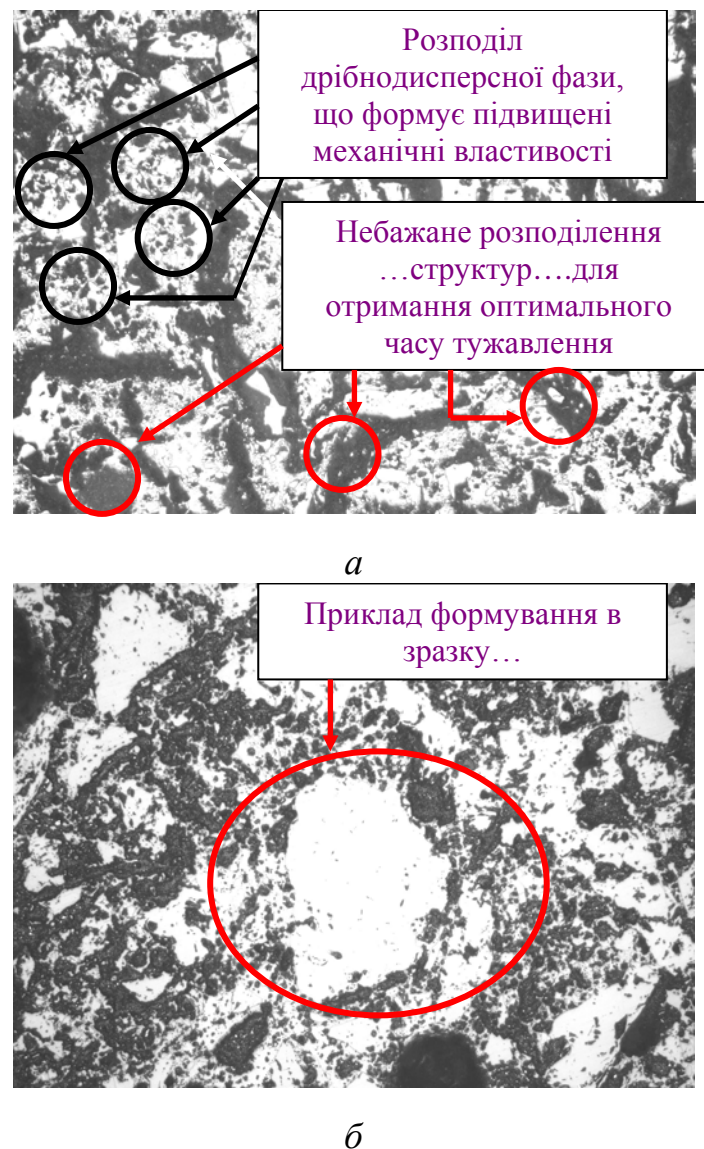 Розподіл
дрібнодисперсної фази,
що формує підвищені
механічні властивості
Небажане розподілення
…структур….для
отримання оптимального
часу тужавлення
а
Приклад формування в
зразку…
б